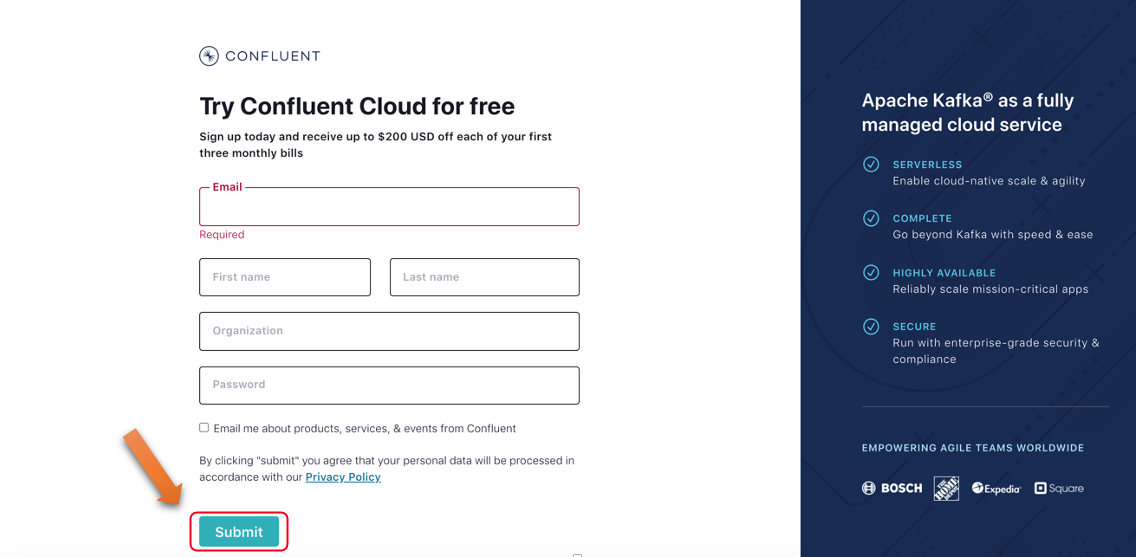 CONFLUENT
Try Confluent Cloud for free
Sign up today and receive up to $200 USD off each of your first
three monthly bills
Email
Required
First name
Last name
Organization
Password
Email me about products, services, & events from Confluent
By clicking "submit" you agree that your personal data will be processed in
accordance with our Privacy Policy
Submit
Apache Kafka® as a fully
managed cloud service
SERVERLESS
Enable cloud-native scale & agility
COMPLETE
Go beyond Kafka with speed & ease
HIGHLY AVAILABLE
Reliably scale mission-critical apps
SECURE
Run with enterprise-grade security &
compliance
EMPOWERING AGILE TEAMS WORLDWIDE
BOSCH
THE HOME DEPOT
Expedia
Square